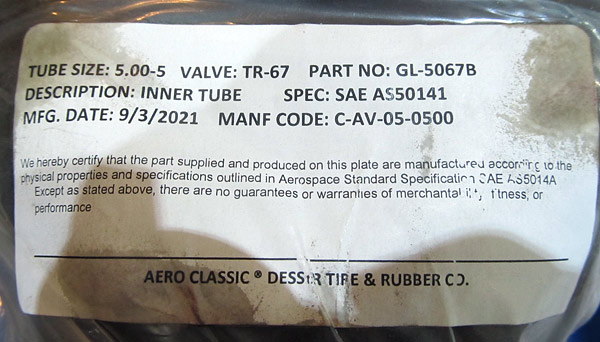 TUBE SIZE: 5.00-5 VALVE: TR-67 PART NO: GL-5067B
DESCRIPTION: INNER TUBE SPEC: SAE AS50141
MFG. DATE: 9/3/2021 MANF CODE: C-AV-05-0500
We hereby certify that the part supplied and produced on this plate are manufactured according to the
physical properties and specifications outlined in Aerospace Standard Specification SAE AS5014A
Except as stated above, there are no guarantees or warranties of merchantability, fitness, or
performance
AERO CLASSIC ® DESSER TIRE & RUBBER CO.